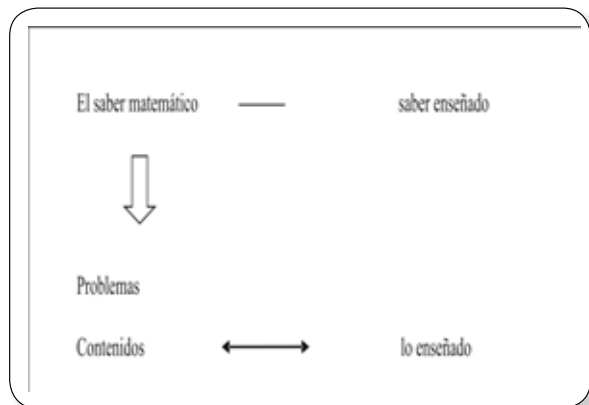 El saber matemático saber enseñado
Problemas
Contenidos lo enseñado